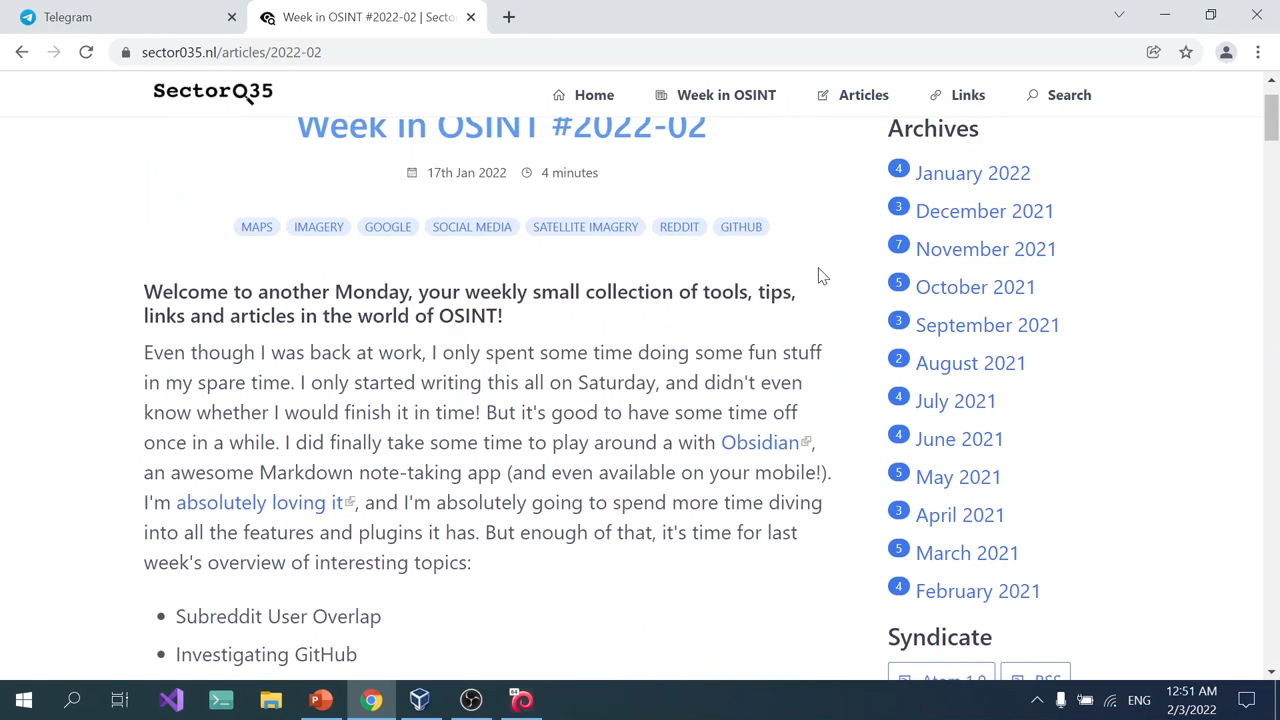 Telegram
Week in OSINT #2022-02 | Secto
sector035.nl/articles/2022-02
Sector035
Home
Week in OSINT
Articles
Links
Search
Week in OSINT #2022-02
17th Jan 2022
4 minutes
MAPS
IMAGERY
GOOGLE
SOCIAL MEDIA
SATELLITE IMAGERY
REDDIT
GITHUB
Welcome to another Monday, your weekly small collection of tools, tips,
links and articles in the world of OSINT!
Even though I was back at work, I only spent some time doing some fun stuff
in my spare time. I only started writing this all on Saturday, and didn't even
know whether I would finish it in time! But it's good to have some time off
once in a while. I did finally take some time to play around a with Obsidian,
an awesome Markdown note-taking app (and even available on your mobile!).
I'm absolutely loving it, and I'm absolutely going to spend more time diving
into all the features and plugins it has. But enough of that, it's time for last
week's overview of interesting topics:
Subreddit User Overlap
Investigating GitHub
Archives
4 January 2022
3 December 2021
7 November 2021
5 October 2021
3 September 2021
2 August 2021
4 July 2021
4 June 2021
5 May 2021
3 April 2021
5 March 2021
4 February 2021
Syndicate
Atom 1.0
RSS
64
ENG
12:51 AM
2/3/2022